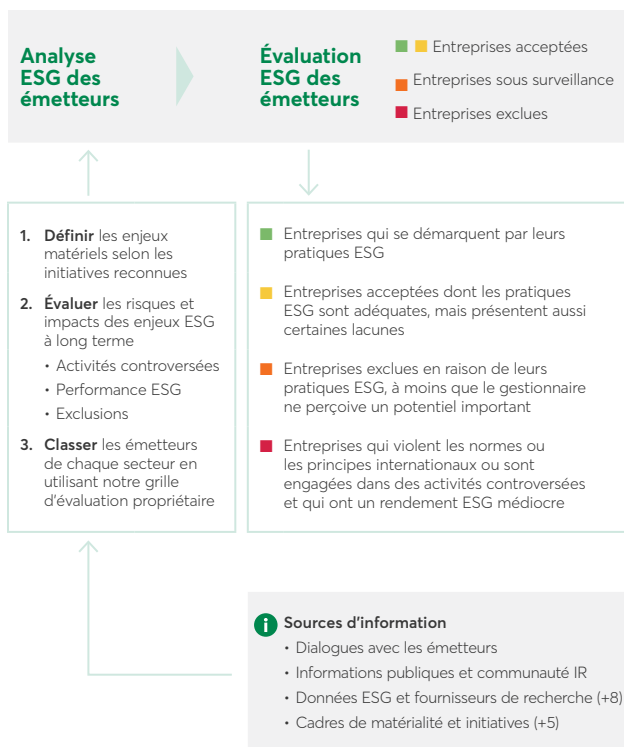 Analyse
ESG des
émetteurs
Évaluation
ESG des
émetteurs
Entreprises acceptées
Entreprises sous surveillance
Entreprises exclues
1. Définir les enjeux
matériels selon les
initiatives reconnues
2. Évaluer les risques et
impacts des enjeux ESG
à long terme
• Activités controversées
• Performance ESG
• Exclusions
3. Classer les émetteurs
de chaque secteur en
utilisant notre grille
d'évaluation propriétaire
Entreprises qui se démarquent par leurs
pratiques ESG
Entreprises acceptées dont les pratiques
ESG sont adéquates, mais présentent aussi
certaines lacunes
Entreprises exclues en raison de leurs
pratiques ESG, à moins que le gestionnaire
ne perçoive un potentiel important
Entreprises qui violent les normes ou
les principes internationaux ou sont
engagées dans des activités controversées
et qui ont un rendement ESG médiocre
i Sources d'information
• Dialogues avec les émetteurs
• Informations publiques et communauté IR
• Données ESG et fournisseurs de recherche (+8)
• Cadres de matérialité et initiatives (+5)